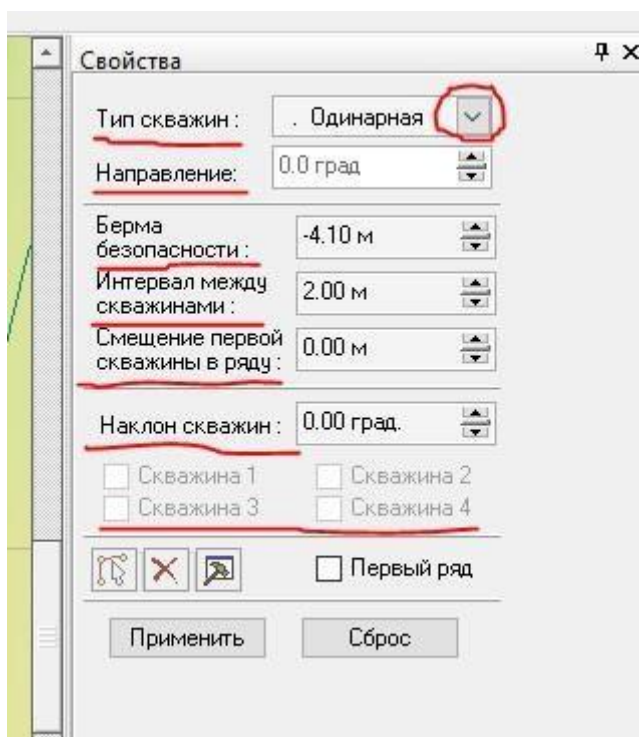 Свойства
Тип скважин :
. Одинарная
Направление:
0.0 град
Берма
безопасности :
-4.10 м
Интервал между
скважинами :
2.00 м
Смещение первой
скважины в ряду :
0.00 м
Наклон скважин :
0.00 град.
Скважина 1
Скважина 2
Скважина 3
Скважина 4
Первый ряд
Применить
Сброс